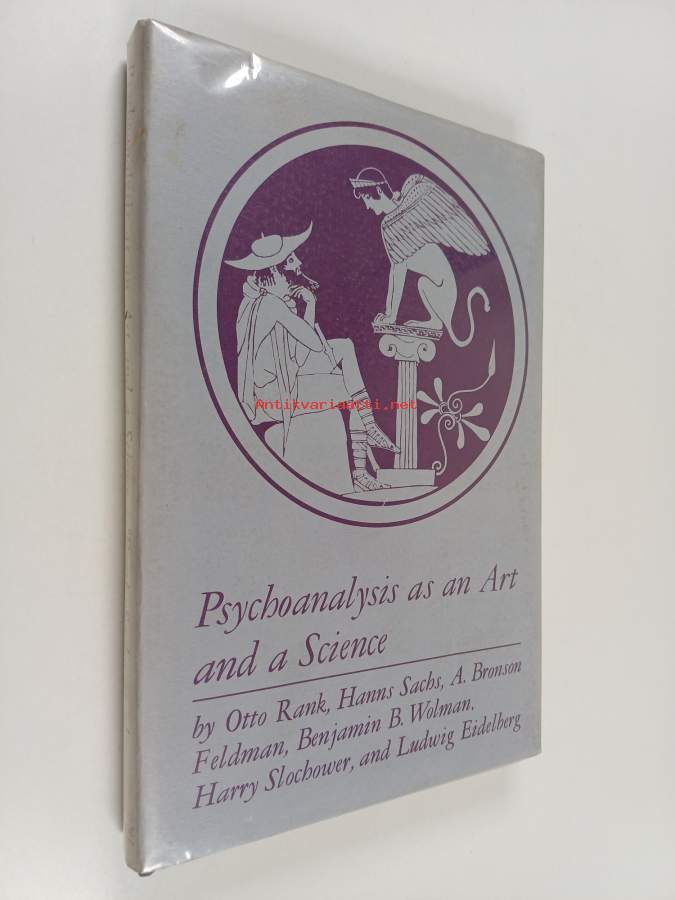 Antikvariaatti.net
Psychoanalysis as an Art
and a Science
by Otto Rank, Hanns Sachs, A. Bronson
Feldman, Benjamin B. Wolman,
Harry Slochower, and Ludwig Eidelberg